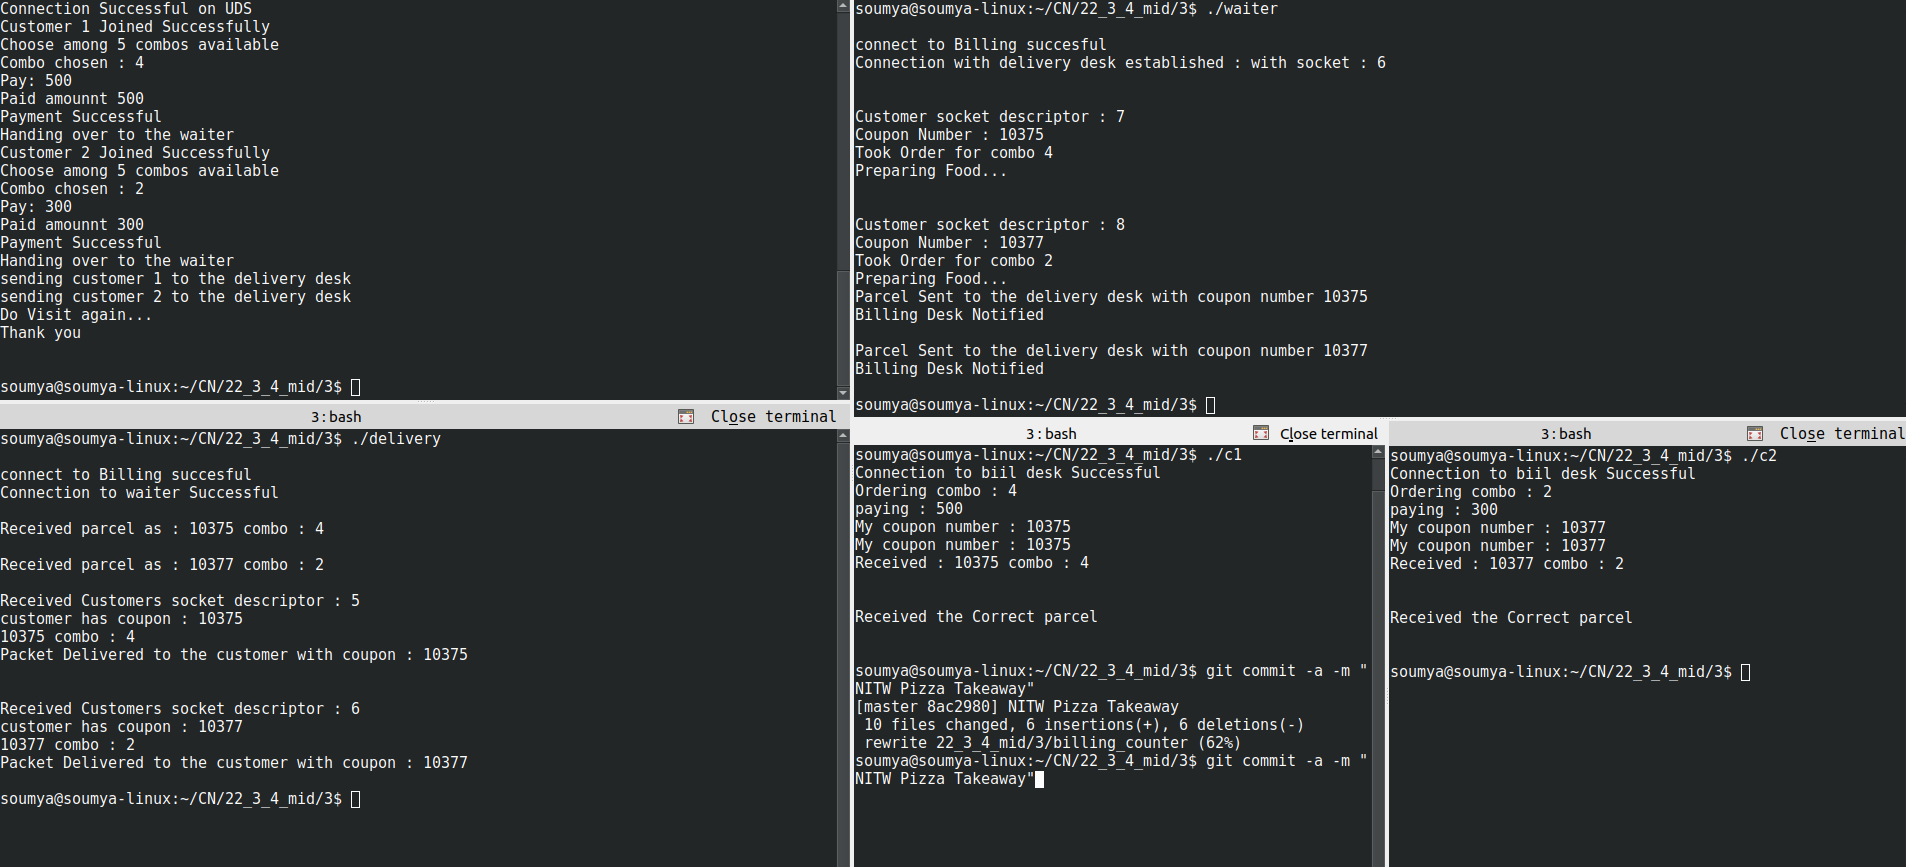 Connection Successful on UDS
Customer 1 Joined Successfully
Choose among 5 combos available
Combo chosen : 4
Pay: 500
Paid amounnt 500
Payment Successful
Handing over to the waiter
Customer 2 Joined Successfully
Choose among 5 combos available
Combo chosen : 2
Pay: 300
Paid amounnt 300
Payment Successful
Handing over to the waiter
sending customer 1 to the delivery desk
sending customer 2 to the delivery desk
Do Visit again...
Thank you
soumya@soumya-linux:~/CN/22_3_4_mid/3$
soumya@soumya-linux:~/CN/22_3_4_mid/3$ ./waiter
connect to Billing succesful
Connection with delivery desk established : with socket : 6
Customer socket descriptor : 7
Coupon Number : 10375
Took Order for combo 4
Preparing Food...
Customer socket descriptor : 8
Coupon Number : 10377
Took Order for combo 2
Preparing Food...
Parcel Sent to the delivery desk with coupon number 10375
Billing Desk Notified
Parcel Sent to the delivery desk with coupon number 10377
Billing Desk Notified
soumya@soumya-linux:~/CN/22_3_4_mid/3$
3:bash Close terminal
soumya@soumya-linux:~/CN/22_3_4_mid/3$ ./delivery
connect to Billing succesful
Connection to waiter Successful
Received parcel as : 10375 combo : 4
Received parcel as : 10377 combo : 2
Received Customers socket descriptor : 5
customer has coupon : 10375
10375 combo : 4
Packet Delivered to the customer with coupon : 10375
Received Customers socket descriptor : 6
customer has coupon : 10377
10377 combo : 2
Packet Delivered to the customer with coupon : 10377
soumya@soumya-linux:~/CN/22_3_4_mid/3$
3:bash Close terminal
soumya@soumya-linux:~/CN/22_3_4_mid/3$ ./c1
Connection to biil desk Successful
Ordering combo : 4
paying : 500
My coupon number : 10375
My coupon number : 10375
Received : 10375 combo : 4
Received the Correct parcel
soumya@soumya-linux:~/CN/22_3_4_mid/3$ git commit -a -m "
NITW Pizza Takeaway"
[master 8ac2980] NITW Pizza Takeaway
10 files changed, 6 insertions(+), 6 deletions(-)
rewrite 22_3_4_mid/3/billing_counter (62%)
soumya@soumya-linux:~/CN/22_3_4_mid/3$ git commit -a -m "
NITW Pizza Takeaway"
3:bash Close terminal
soumya@soumya-linux:~/CN/22_3_4_mid/3$ ./c2
Connection to biil desk Successful
Ordering combo : 2
paying : 300
My coupon number : 10377
My coupon number : 10377
Received : 10377 combo : 2
Received the Correct parcel
soumya@soumya-linux:~/CN/22_3_4_mid/3$